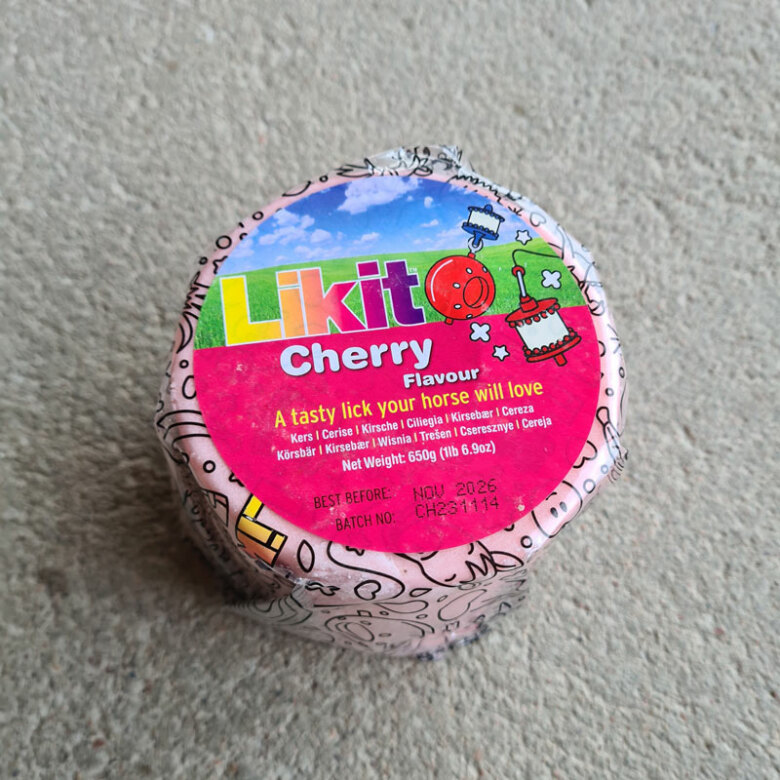 Likit
Cherry
Flavour
A tasty lick your horse will love
Kers | Cerise | Kirsche | Ciliegia | Kirsebær | Cereza
Körsbär | Kirsebær | Wisnia | Trešen | Cseresznye | Cereja
Net Weight: 650g (1lb 6.9oz)
BEST BEFORE: NOV 2026
BATCH NO: CH231114